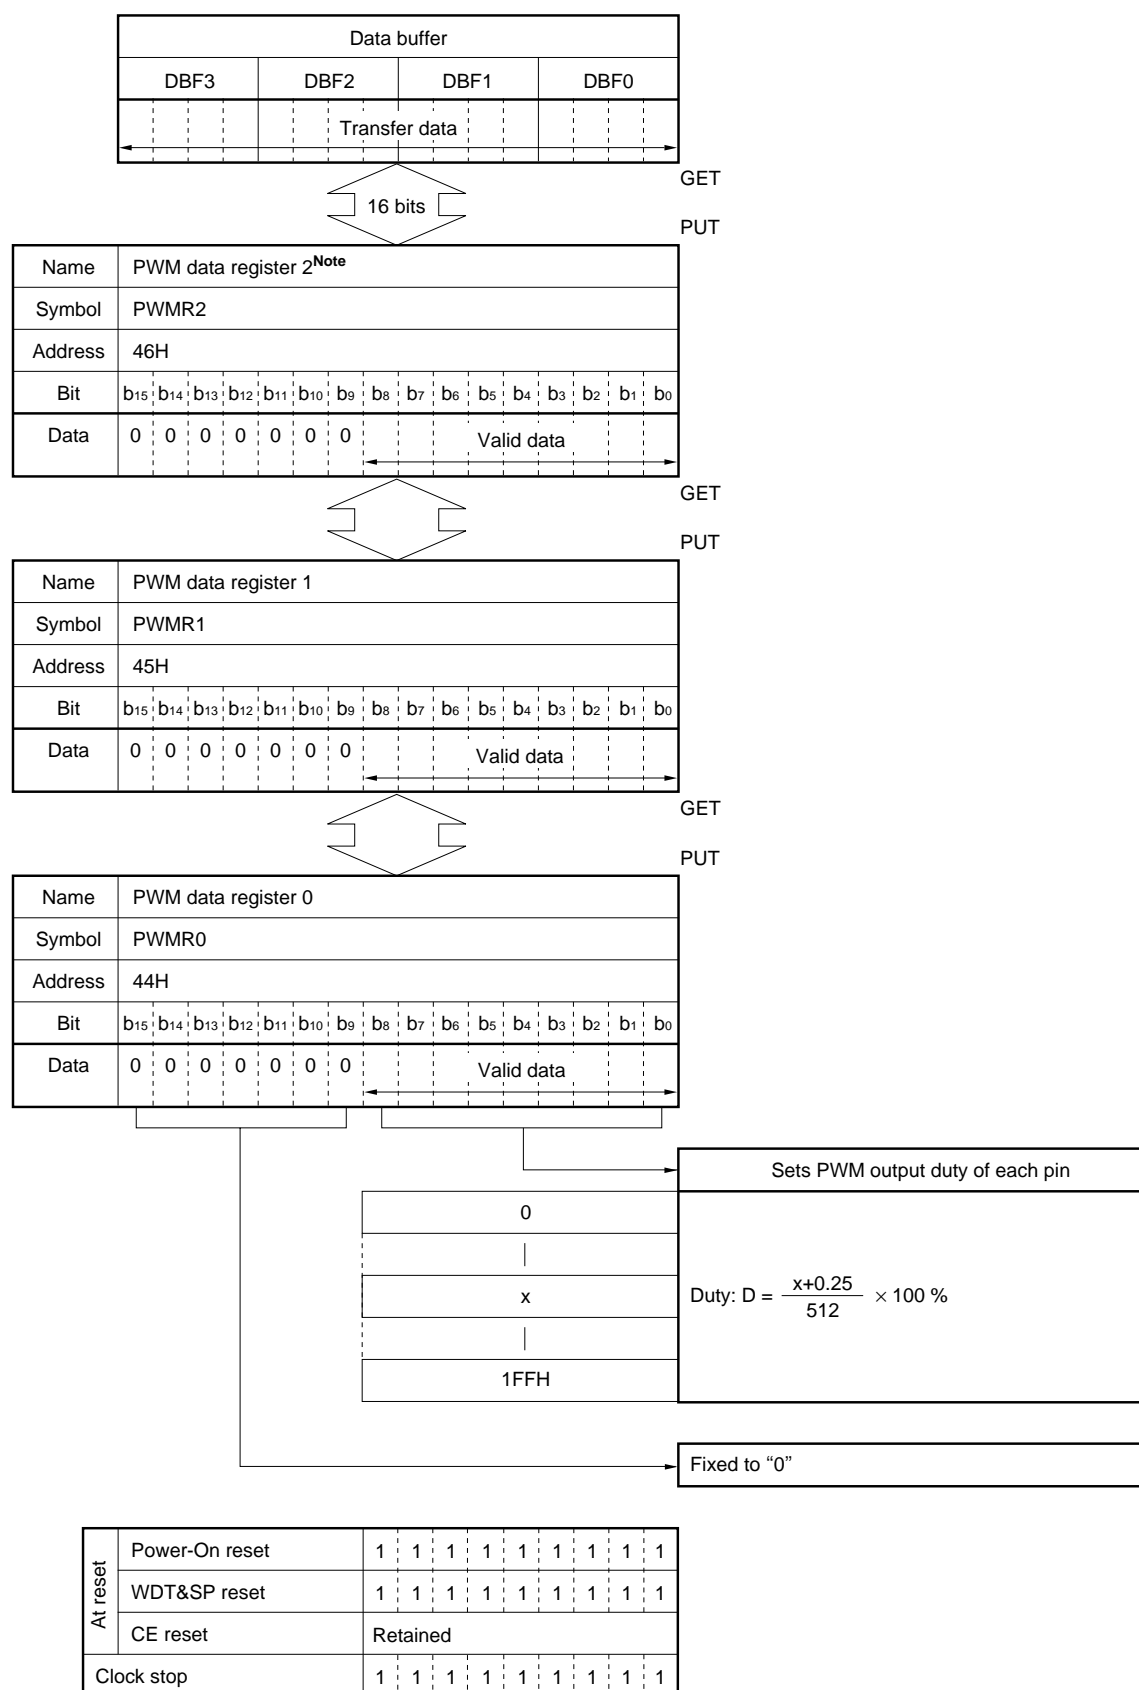 Data buffer
DBF3 DBF2 DBF1 DBF0
Transfer data
GET
16 bits
PUT
Name PWM data register 2Note
Symbol PWMR2
Address 46H
Bit b15 b14 b13 b12 b11 b10 b9 b8 b7 b6 b5 b4 b3 b2 b1 b0
Data 0 0 0 0 0 0 0 Valid data
GET
PUT
Name PWM data register 1
Symbol PWMR1
Address 45H
Bit b15 b14 b13 b12 b11 b10 b9 b8 b7 b6 b5 b4 b3 b2 b1 b0
Data 0 0 0 0 0 0 0 Valid data
GET
PUT
Name PWM data register 0
Symbol PWMR0
Address 44H
Bit b15 b14 b13 b12 b11 b10 b9 b8 b7 b6 b5 b4 b3 b2 b1 b0
Data 0 0 0 0 0 0 0 Valid data
Sets PWM output duty of each pin
0
x
1FFH
Duty: D = x+0.25 / 512 × 100 %
Fixed to “0”
At reset
Power-On reset 1 1 1 1 1 1 1 1 1
WDT&SP reset 1 1 1 1 1 1 1 1 1
CE reset Retained
Clock stop 1 1 1 1 1 1 1 1 1